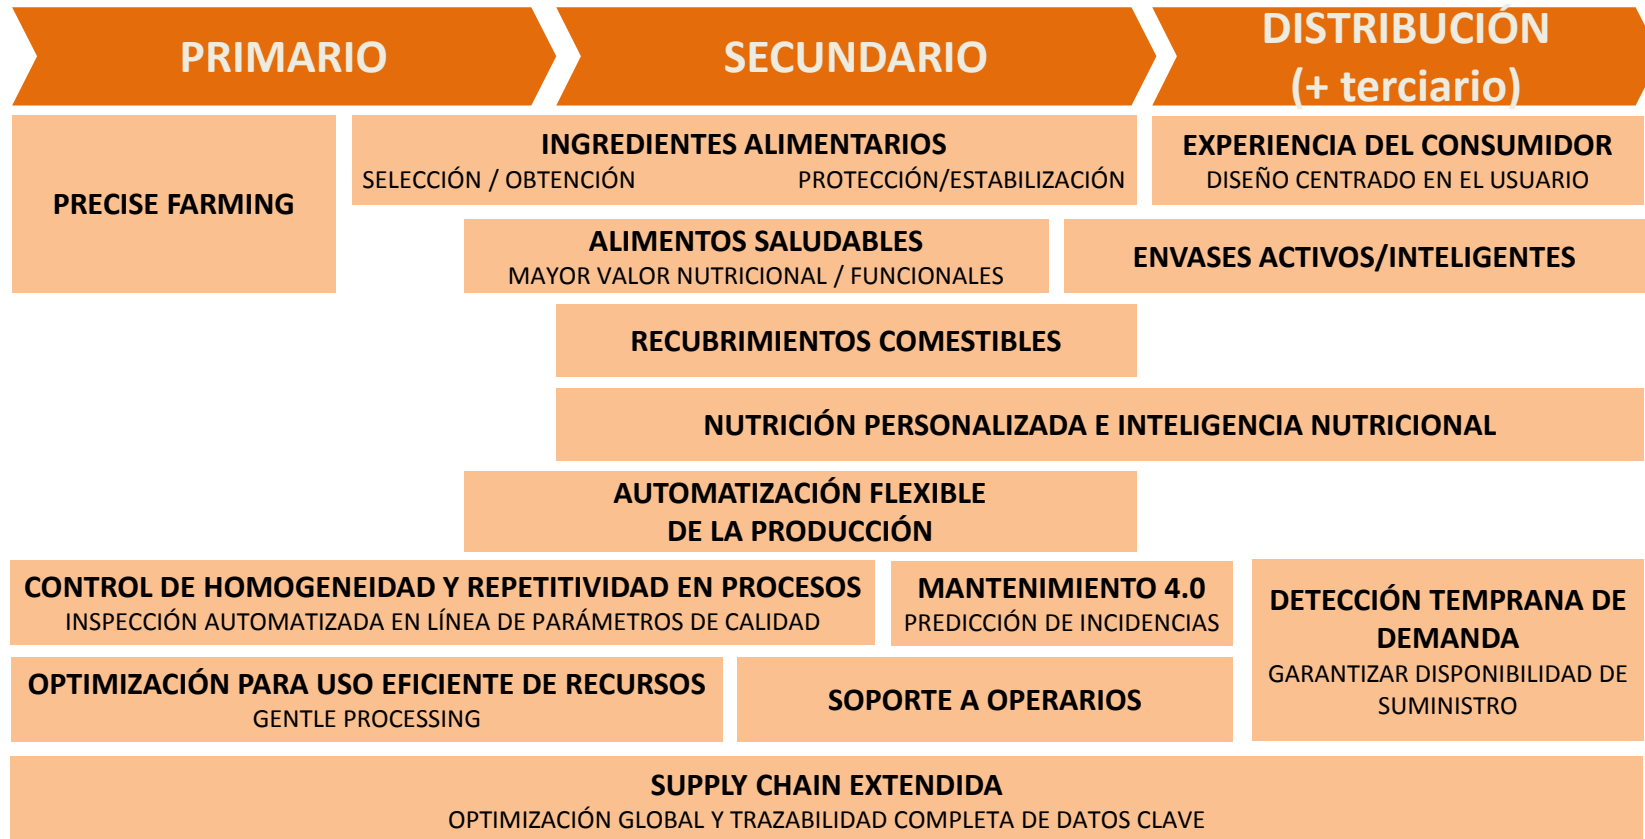 PRIMARIO
SECUNDARIO
DISTRIBUCIÓN
(+ terciario)
PRECISE FARMING
INGREDIENTES ALIMENTARIOS
SELECCIÓN / OBTENCIÓN
PROTECCIÓN/ESTABILIZACIÓN
EXPERIENCIA DEL CONSUMIDOR
DISEÑO CENTRADO EN EL USUARIO
ALIMENTOS SALUDABLES
MAYOR VALOR NUTRICIONAL / FUNCIONALES
ENVASES ACTIVOS/INTELIGENTES
RECUBRIMIENTOS COMESTIBLES
NUTRICIÓN PERSONALIZADA E INTELIGENCIA NUTRICIONAL
AUTOMATIZACIÓN FLEXIBLE
DE LA PRODUCCIÓN
CONTROL DE HOMOGENEIDAD Y REPETITIVIDAD EN PROCESOS
INSPECCIÓN AUTOMATIZADA EN LÍNEA DE PARÁMETROS DE CALIDAD
MANTENIMIENTO 4.0
PREDICCIÓN DE INCIDENCIAS
DETECCIÓN TEMPRANA DE
DEMANDA
GARANTIZAR DISPONIBILIDAD DE
SUMINISTRO
OPTIMIZACIÓN PARA USO EFICIENTE DE RECURSOS
GENTLE PROCESSING
SOPORTE A OPERARIOS
SUPPLY CHAIN EXTENDIDA
OPTIMIZACIÓN GLOBAL Y TRAZABILIDAD COMPLETA DE DATOS CLAVE